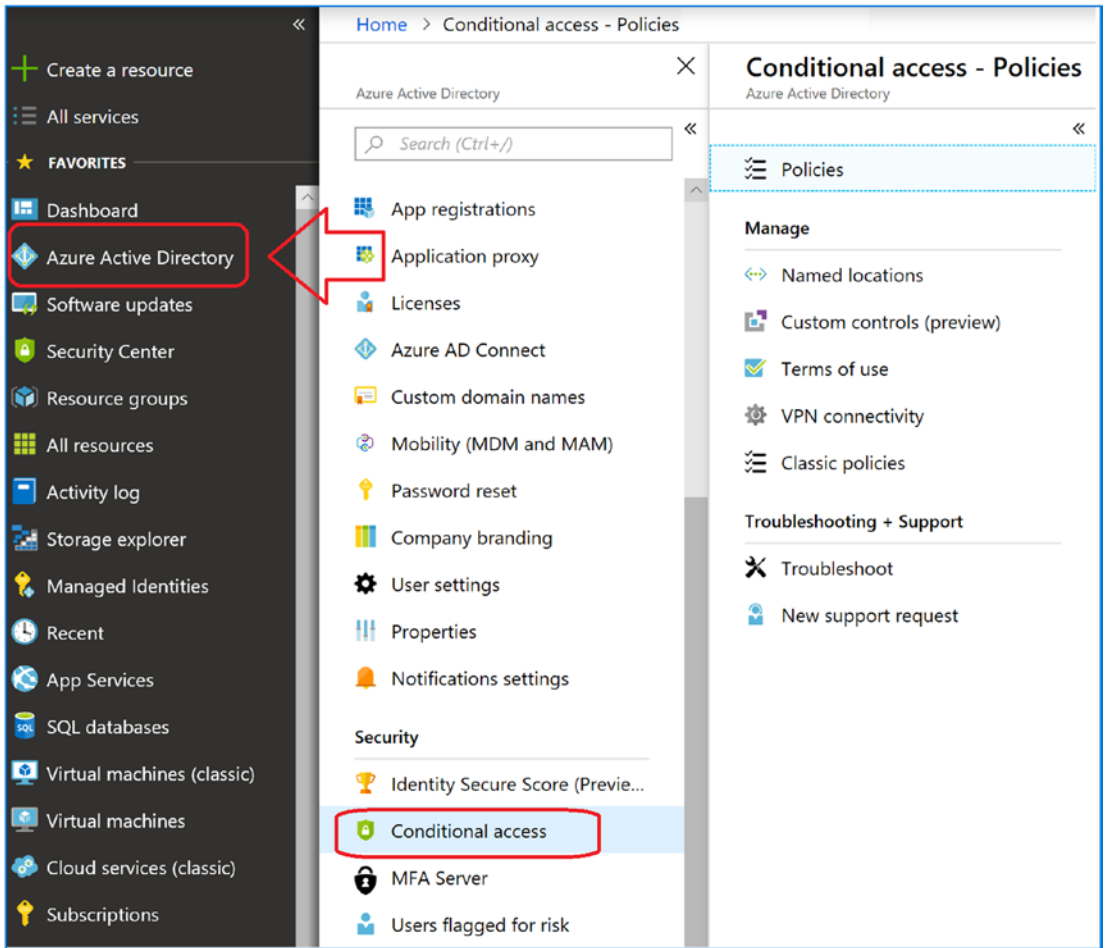 «
Create a resource
All services
FAVORITES
Dashboard
Azure Active Directory
Software updates
Security Center
Resource groups
All resources
Activity log
Storage explorer
Managed Identities
Recent
App Services
SQL databases
Virtual machines (classic)
Virtual machines
Cloud services (classic)
Subscriptions
Home > Conditional access - Policies
Azure Active Directory
Search (Ctrl+/)
«
App registrations
Application proxy
Licenses
Azure AD Connect
Custom domain names
Mobility (MDM and MAM)
Password reset
Company branding
User settings
Properties
Notifications settings
Security
Identity Secure Score (Previe...
Conditional access
MFA Server
Users flagged for risk
Conditional access - Policies
Azure Active Directory
«
Policies
Manage
Named locations
Custom controls (preview)
Terms of use
VPN connectivity
Classic policies
Troubleshooting + Support
Troubleshoot
New support request